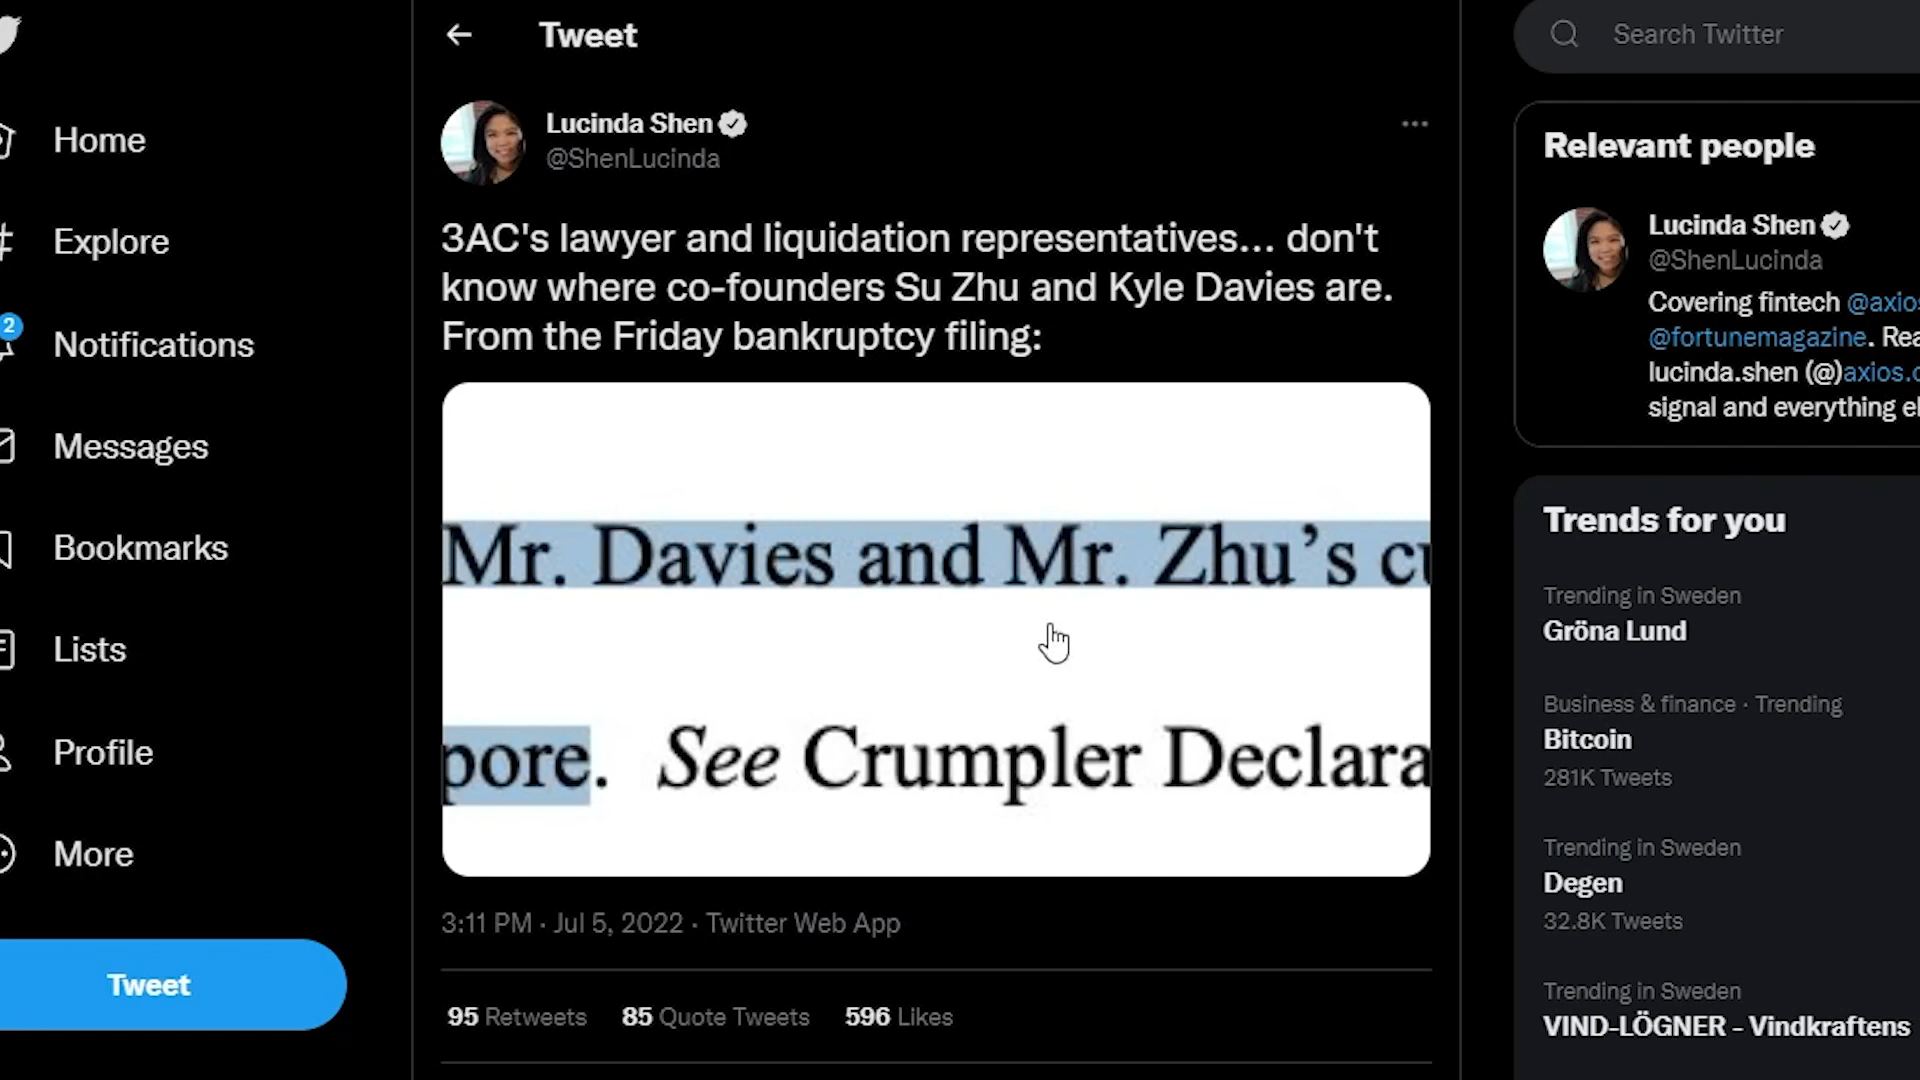 Home
Explore
2
Notifications
Messages
Bookmarks
Lists
Profile
More
Tweet
Tweet
Lucinda Shen
@ShenLucinda
3AC's lawyer and liquidation representatives... don't
know where co-founders Su Zhu and Kyle Davies are.
From the Friday bankruptcy filing:
Mr. Davies and Mr. Zhu's cu
pore. See Crumpler Declara
3:11 PM · Jul 5, 2022 · Twitter Web App
95 Retweets 85 Quote Tweets 596 Likes
Search Twitter
Relevant people
Lucinda Shen
@ShenLucinda
Covering fintech @axios
@fortunemagazine. Rea
lucinda.shen (@)axios.c
signal and everything el
Trends for you
Trending in Sweden
Gröna Lund
Business & finance · Trending
Bitcoin
281K Tweets
Trending in Sweden
Degen
32.8K Tweets
Trending in Sweden
VIND-LÖGNER - Vindkraftens